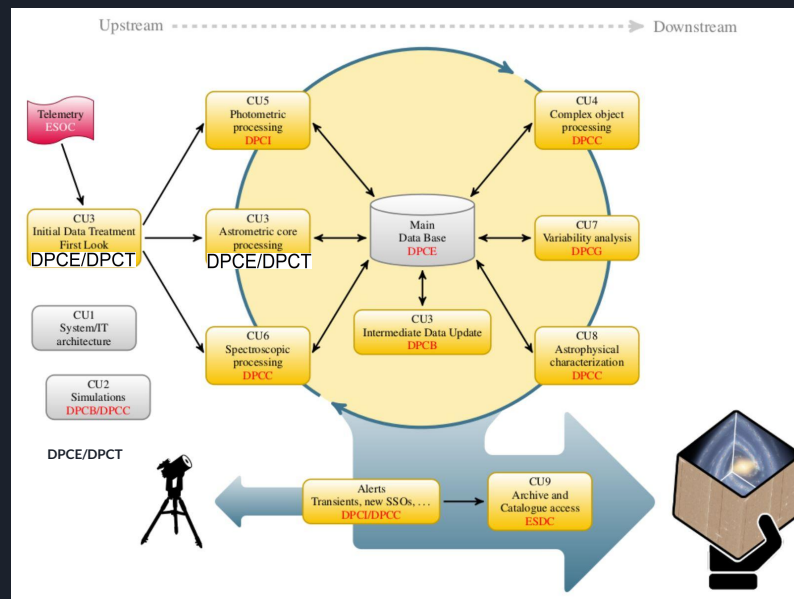 Upstream
Downstream
Telemetry
ESOC
CU5
Photometric
processing
DPCI
CU4
Complex object
processing
DPCC
CU3
Initial Data Treatment
First Look
DPCE/DPCT
CU3
Astrometric core
processing
DPCE/DPCT
Main
Data Base
DPCE
CU7
Variability analysis
DPCG
CU1
System/IT
architecture
CU3
Intermediate Data Update
DPCB
CU6
Spectroscopic
processing
DPCC
CU8
Astrophysical
characterization
DPCC
CU2
Simulations
DPCB/DPCC
DPCE/DPCT
Alerts
Transients, new SSOs, . . .
DPCI/DPCC
CU9
Archive and
Catalogue access
ESDC